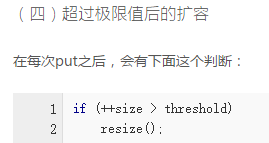 （四）超过极限值后的扩容
在每次put之后，会有下面这个判断：
1 if (++size > threshold)
2     resize();